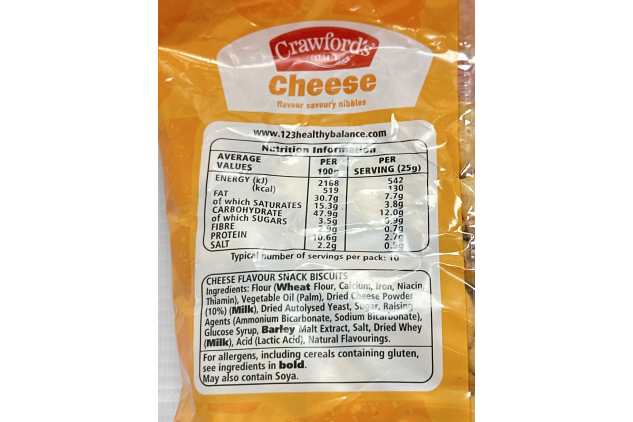 Crawford's
Cheese
flavour savoury nibbles
www.123healthybalance.com
Nutrition Information
AVERAGE VALUES PER 100g PER SERVING (25g)
ENERGY (kJ) 2168 542
(kcal) 519 130
FAT 30.7g 7.7g
of which SATURATES 15.3g 3.8g
CARBOHYDRATE 47.9g 12.0g
of which SUGARS 3.5g 0.9g
FIBRE 2.9g 0.7g
PROTEIN 10.6g 2.7g
SALT 2.2g 0.5g
Typical number of servings per pack: 10
CHEESE FLAVOUR SNACK BISCUITS
Ingredients: Flour (Wheat Flour, Calcium, Iron, Niacin,
Thiamin), Vegetable Oil (Palm), Dried Cheese Powder
(10%) (Milk), Dried Autolysed Yeast, Sugar, Raising
Agents (Ammonium Bicarbonate, Sodium Bicarbonate),
Glucose Syrup, Barley Malt Extract, Salt, Dried Whey
(Milk), Acid (Lactic Acid), Natural Flavourings.
For allergens, including cereals containing gluten,
see ingredients in bold.
May also contain Soya.